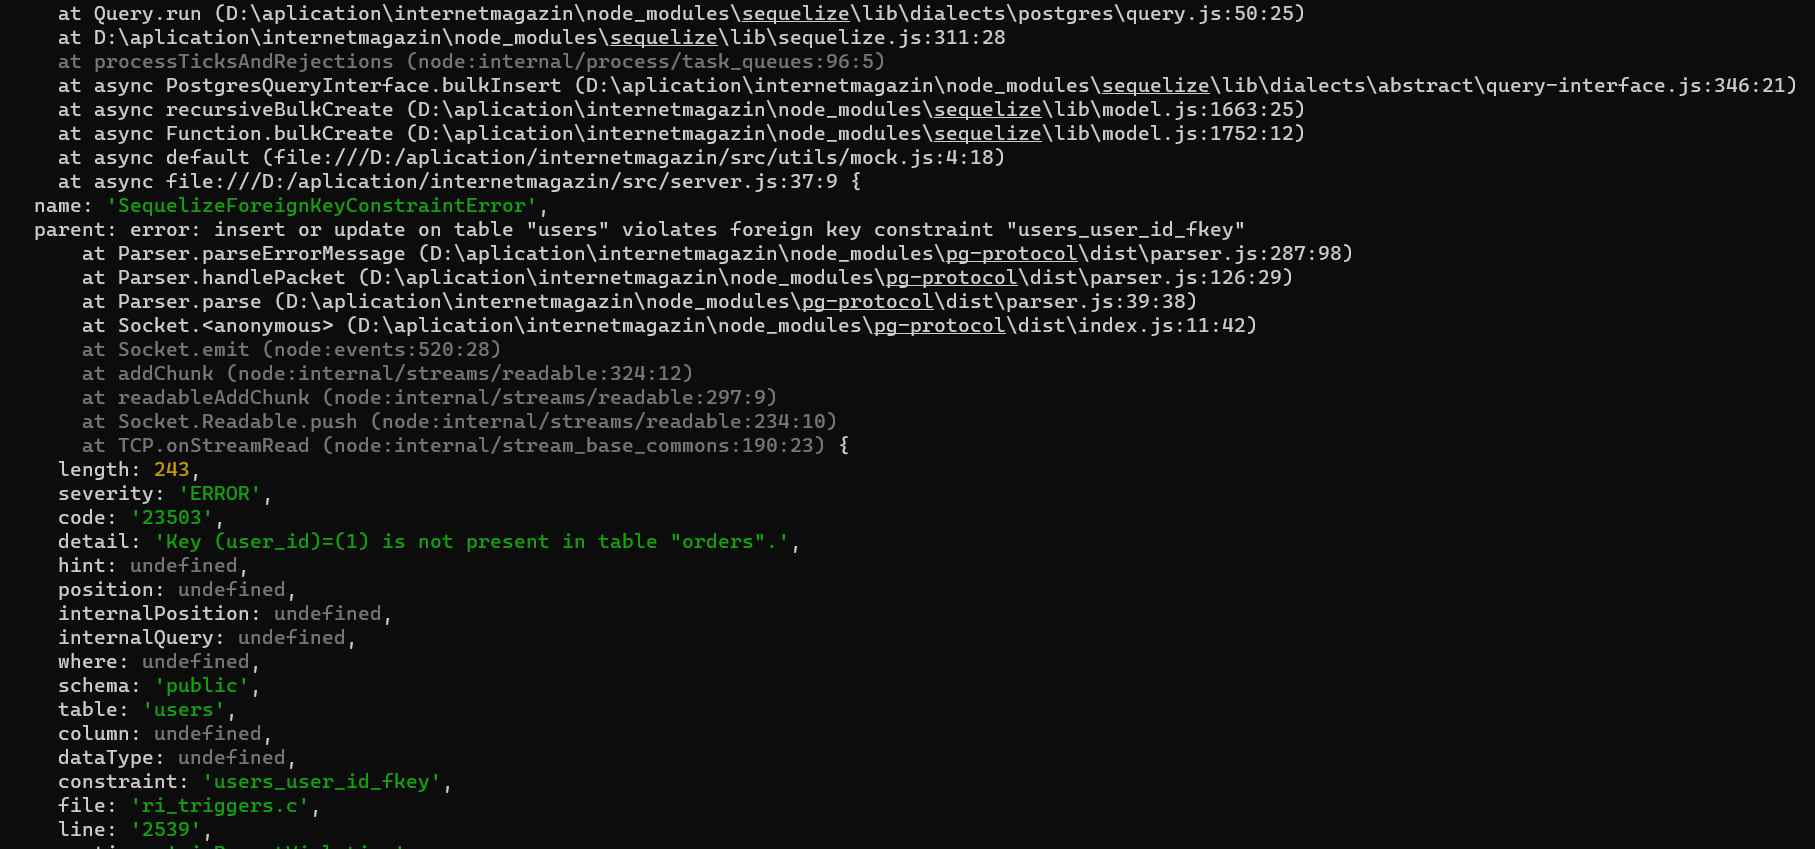 at Query.run (D:\aplication\internetmagazin\node_modules\sequelize\lib\dialects\postgres\query.js:50:25)
at D:\aplication\internetmagazin\node_modules\sequelize\lib\sequelize.js:311:28
at processTicksAndRejections (node:internal/process/task_queues:96:5)
at async PostgresQueryInterface.bulkInsert (D:\aplication\internetmagazin\node_modules\sequelize\lib\dialects\abstract\query-interface.js:346:21)
at async recursiveBulkCreate (D:\aplication\internetmagazin\node_modules\sequelize\lib\model.js:1663:25)
at async Function.bulkCreate (D:\aplication\internetmagazin\node_modules\sequelize\lib\model.js:1752:12)
at async default (file:///D:/aplication/internetmagazin/src/utils/mock.js:4:18)
at async file:///D:/aplication/internetmagazin/src/server.js:37:9 {
name: 'SequelizeForeignKeyConstraintError',
parent: error: insert or update on table "users" violates foreign key constraint "users_user_id_fkey"
at Parser.parseErrorMessage (D:\aplication\internetmagazin\node_modules\pg-protocol\dist\parser.js:287:98)
at Parser.handlePacket (D:\aplication\internetmagazin\node_modules\pg-protocol\dist\parser.js:126:29)
at Parser.parse (D:\aplication\internetmagazin\node_modules\pg-protocol\dist\parser.js:39:38)
at Socket.<anonymous> (D:\aplication\internetmagazin\node_modules\pg-protocol\dist\index.js:11:42)
at Socket.emit (node:events:520:28)
at addChunk (node:internal/streams/readable:324:12)
at readableAddChunk (node:internal/streams/readable:297:9)
at Socket.Readable.push (node:internal/streams/readable:234:10)
at TCP.onStreamRead (node:internal/stream_base_commons:190:23) {
length: 243,
severity: 'ERROR',
code: '23503',
detail: 'Key (user_id)=(1) is not present in table "orders".',
hint: undefined,
position: undefined,
internalPosition: undefined,
internalQuery: undefined,
where: undefined,
schema: 'public',
table: 'users',
column: undefined,
dataType: undefined,
constraint: 'users_user_id_fkey',
file: 'ri_triggers.c',
line: '2539',